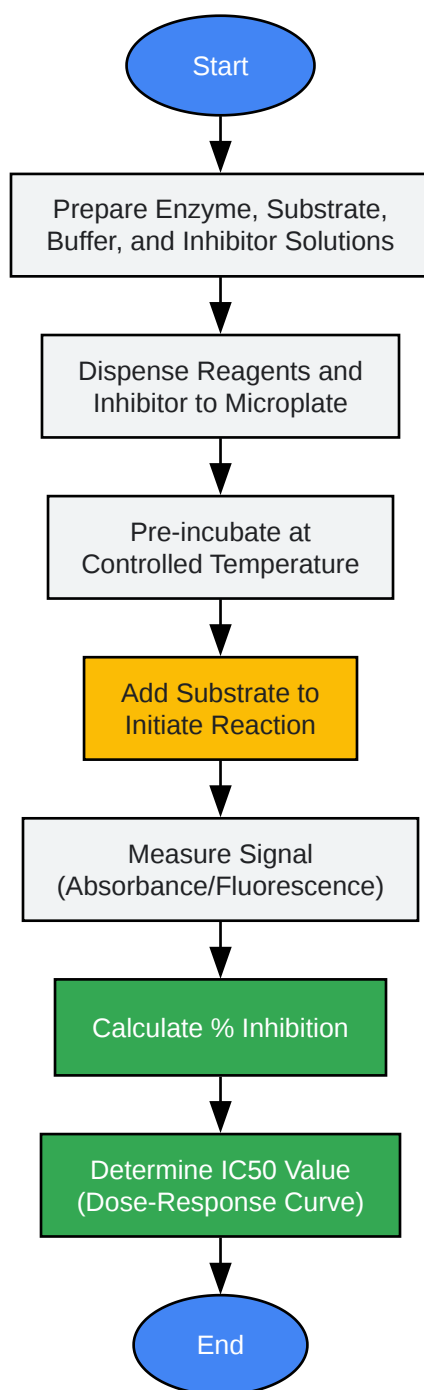 Start
Prepare Enzyme, Substrate,
Buffer, and Inhibitor Solutions
Dispense Reagents and
Inhibitor to Microplate
Pre-incubate at
Controlled Temperature
Add Substrate to
Initiate Reaction
Measure Signal
(Absorbance/Fluorescence)
Calculate % Inhibition
Determine IC50 Value
(Dose-Response Curve)
End